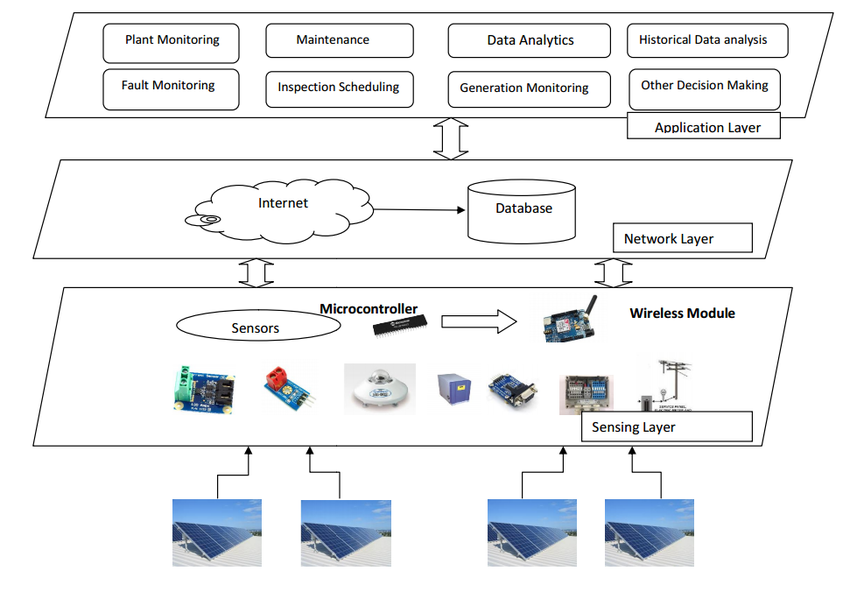 Plant Monitoring
Maintenance
Data Analytics
Historical Data analysis
Fault Monitoring
Inspection Scheduling
Generation Monitoring
Other Decision Making
Application Layer
Internet
Database
Network Layer
Microcontroller
Wireless Module
Sensors
Sensing Layer